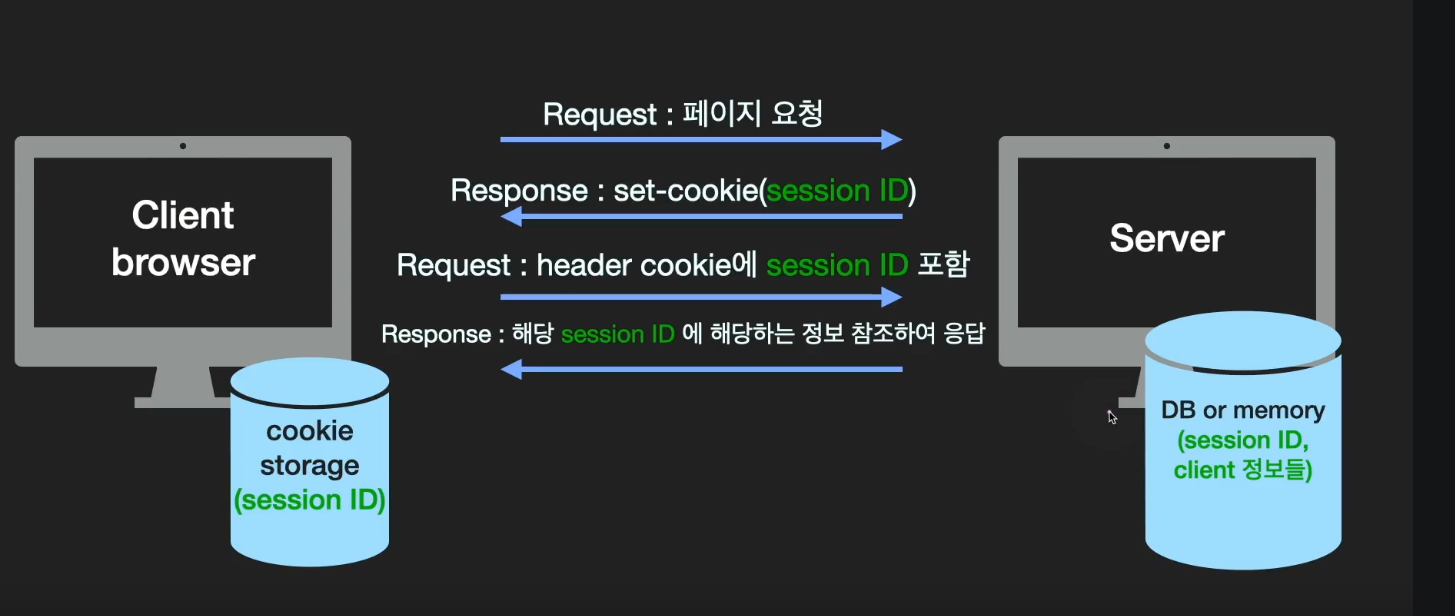 Request : 페이지 요청
Response : set-cookie(session ID)
Request : header cookie에 session ID 포함
Response : 해당 session ID 에 해당하는 정보 참조하여 응답
Client
browser
Server
cookie
storage
(session ID)
DB or memory
(session ID,
client 정보들)